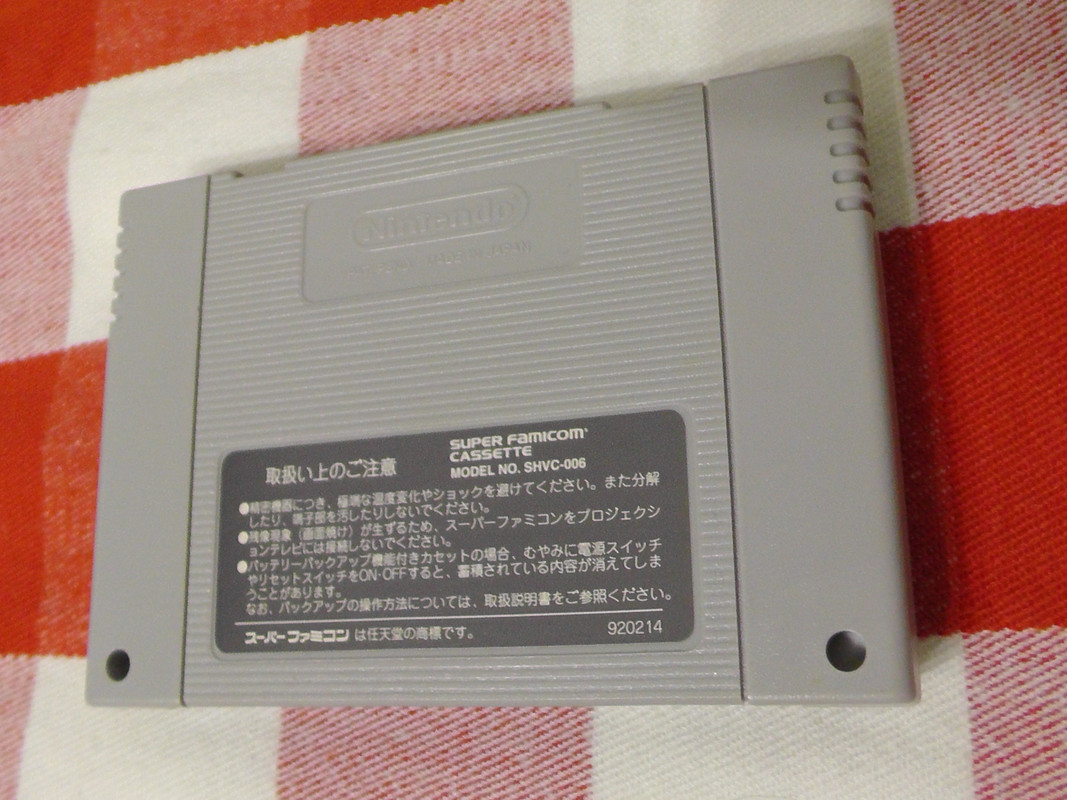 Nintendo
MADE IN JAPAN
SUPER FAMICOM
CASSETTE
MODEL NO. SHVC-006
取扱い上のご注意
●精密機器につき、極端な温度変化やショックを避けてください。また分解
したり、端子部を汚したりしないでください。
●残像現象（画面焼け）が生ずるため、スーパーファミコンをプロジェクシ
ョンテレビには接続しないでください。
●バッテリーバックアップ機能付きカセットの場合、むやみに電源スイッチ
やリセットスイッチをON·OFFすると、蓄積されている内容が消えてしま
うことがあります。
なお、バックアップの操作方法については、取扱説明書をご参照ください。
スーパーファミコン は任天堂の商標です。
920214